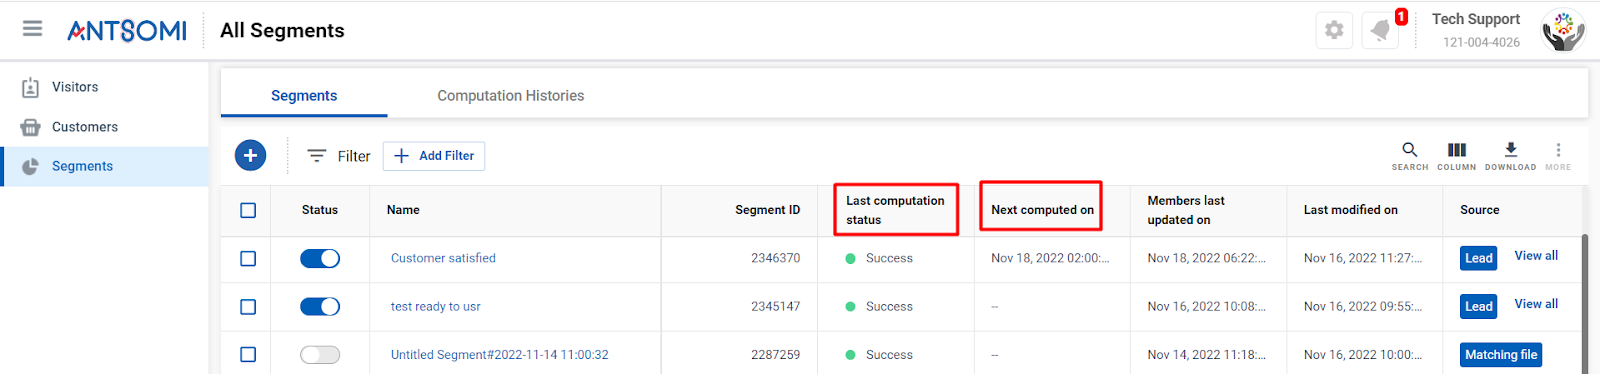 ANTSOMI
All Segments
1
Tech Support
121-004-4026
Visitors
Customers
Segments
Segments
Computation Histories
Filter
Add Filter
SEARCH
COLUMN
DOWNLOAD
MORE
Status
Name
Segment ID
Last computation
status
Next computed on
Members last
updated on
Last modified on
Source
Customer satisfied
2346370
Success
Nov 18, 2022 02:00:...
Nov 18, 2022 06:22:...
Nov 16, 2022 11:27:...
Lead
View all
test ready to usr
2345147
Success
--
Nov 16, 2022 10:08:...
Nov 16, 2022 09:55:...
Lead
View all
Untitled Segment#2022-11-14 11:00:32
2287259
Success
--
Nov 14, 2022 11:18:...
Nov 16, 2022 10:00:...
Matching file